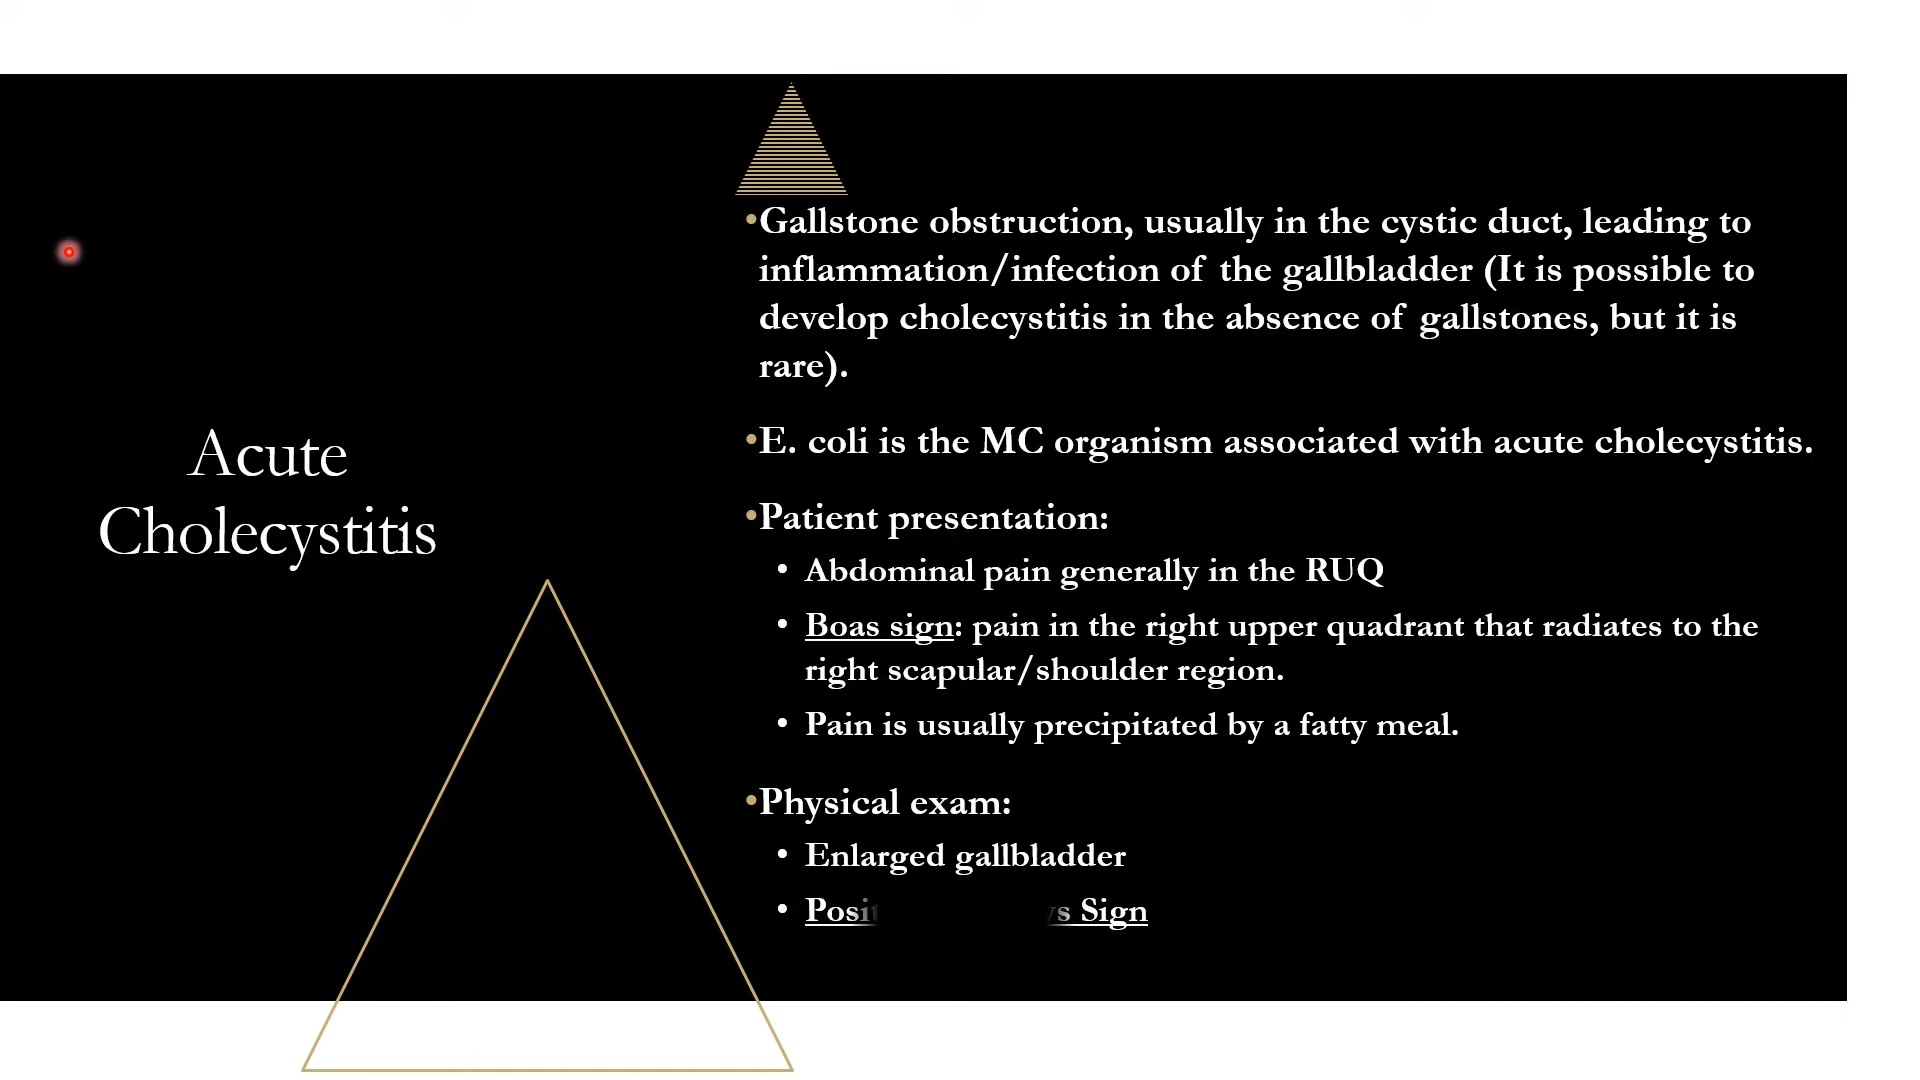 Acute
Cholecystitis
•Gallstone obstruction, usually in the cystic duct, leading to
inflammation/infection of the gallbladder (It is possible to
develop cholecystitis in the absence of gallstones, but it is
rare).
•E. coli is the MC organism associated with acute cholecystitis.
•Patient presentation:
• Abdominal pain generally in the RUQ
• Boas sign: pain in the right upper quadrant that radiates to the
right scapular/shoulder region.
• Pain is usually precipitated by a fatty meal.
•Physical exam:
• Enlarged gallbladder
• Sign